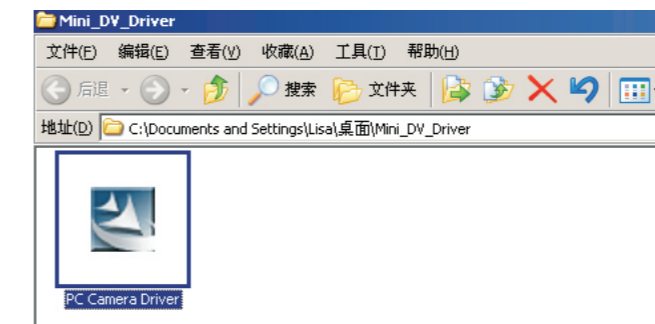 Mini_DV_Driver
文件(F) 编辑(E) 查看(V) 收藏(A) 工具(T) 帮助(H)
后退 搜索 文件夹
地址(D) C:\Documents and Settings\Lisa\桌面\Mini_DV_Driver
PC Camera Driver